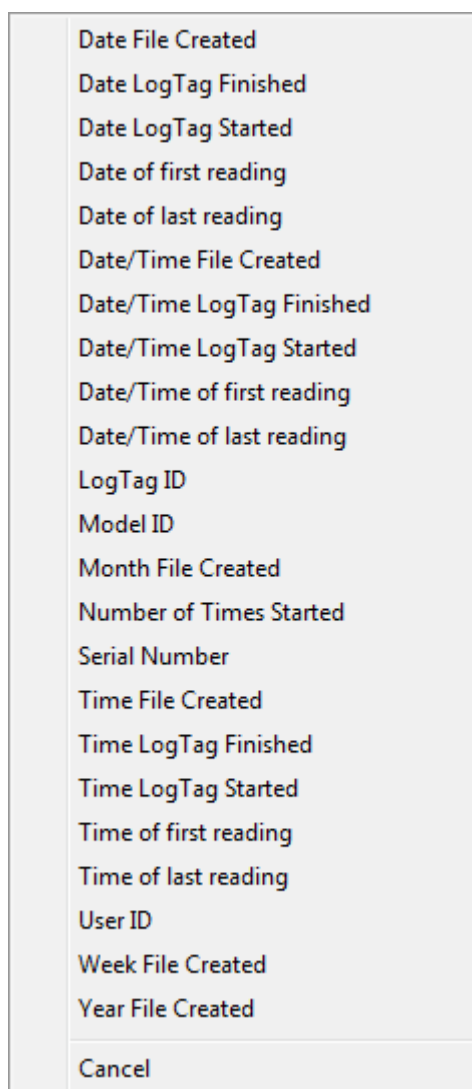 Date File Created
Date LogTag Finished
Date LogTag Started
Date of first reading
Date of last reading
Date/Time File Created
Date/Time LogTag Finished
Date/Time LogTag Started
Date/Time of first reading
Date/Time of last reading
LogTag ID
Model ID
Month File Created
Number of Times Started
Serial Number
Time File Created
Time LogTag Finished
Time LogTag Started
Time of first reading
Time of last reading
User ID
Week File Created
Year File Created
Cancel